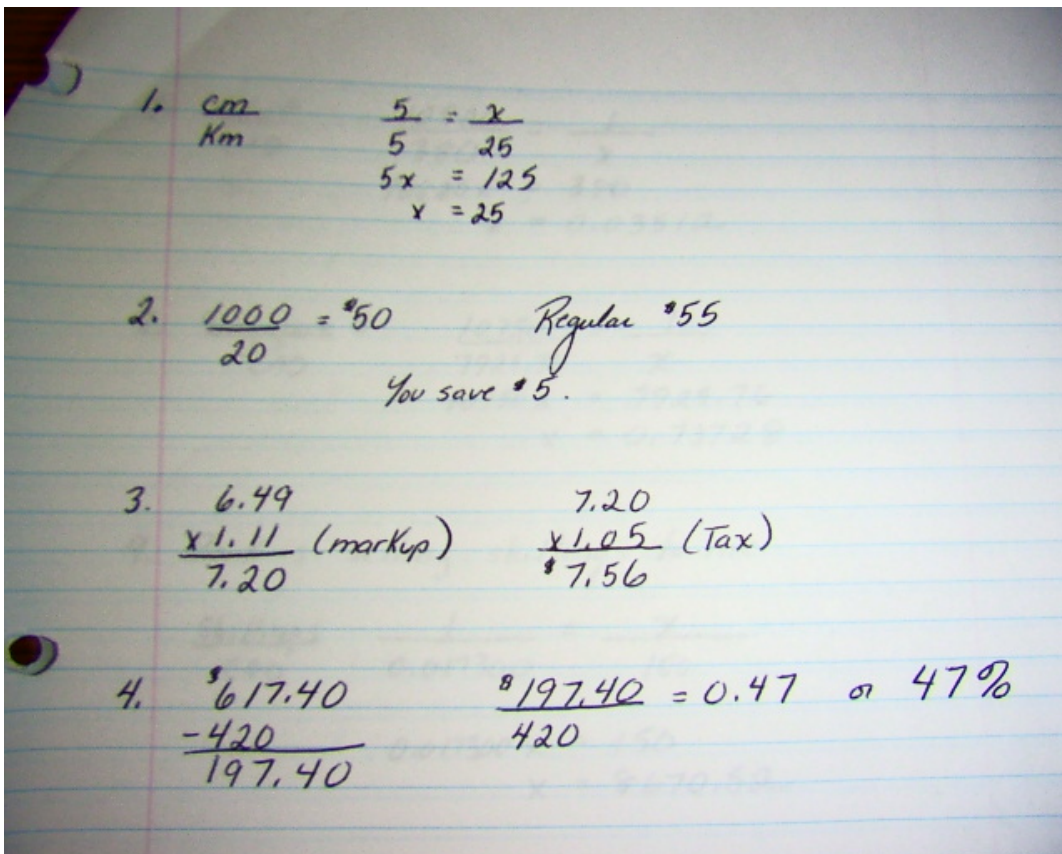 1. cm 5 = x
Km 5 25
5x = 125
x = 25
2. 1000 = $50 Regular $55
20
You save $5.
3. 6.49 7.20
x 1.11 (markup) x 1.05 (Tax)
7.20 $7.56
4. $617.40 $197.40 = 0.47 or 47%
-420 420
197.40